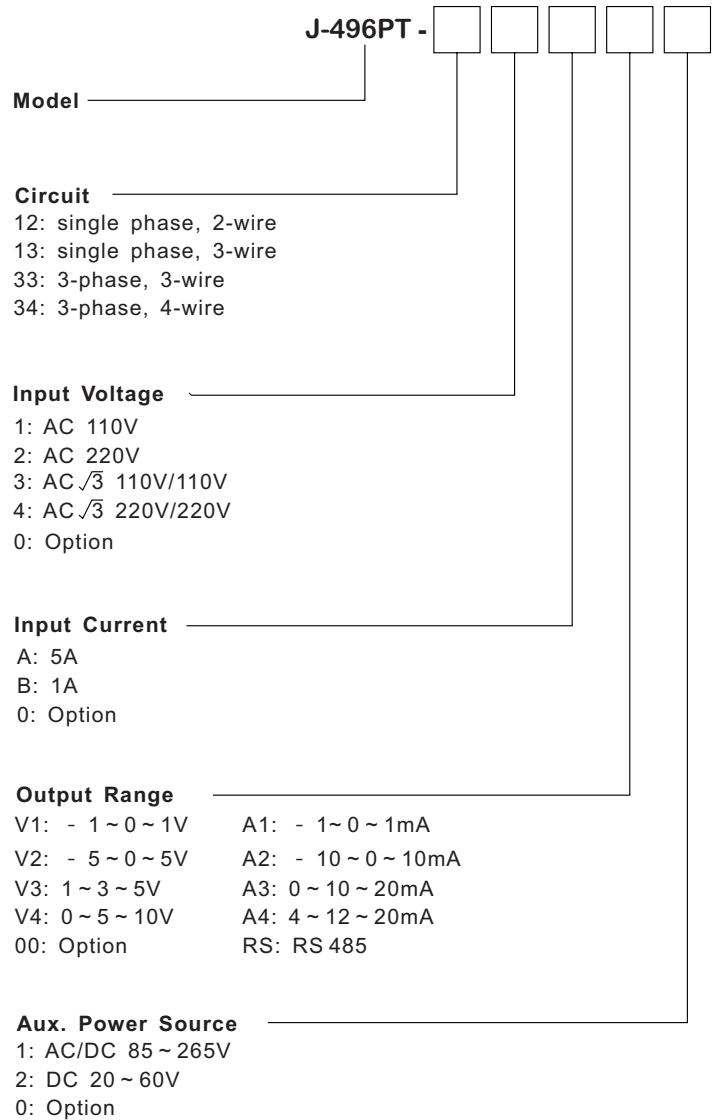 J-496PT -
Model
Circuit
12: single phase, 2-wire
13: single phase, 3-wire
33: 3-phase, 3-wire
34: 3-phase, 4-wire
Input Voltage
1: AC 110V
2: AC 220V
3: AC √3 110V/110V
4: AC √3 220V/220V
0: Option
Input Current
A: 5A
B: 1A
0: Option
Output Range
V1: - 1 ~ 0 ~ 1V A1: - 1 ~ 0 ~ 1mA
V2: - 5 ~ 0 ~ 5V A2: - 10 ~ 0 ~ 10mA
V3: 1 ~ 3 ~ 5V A3: 0 ~ 10 ~ 20mA
V4: 0 ~ 5 ~ 10V A4: 4 ~ 12 ~ 20mA
00: Option RS: RS 485
Aux. Power Source
1: AC/DC 85 ~ 265V
2: DC 20 ~ 60V
0: Option